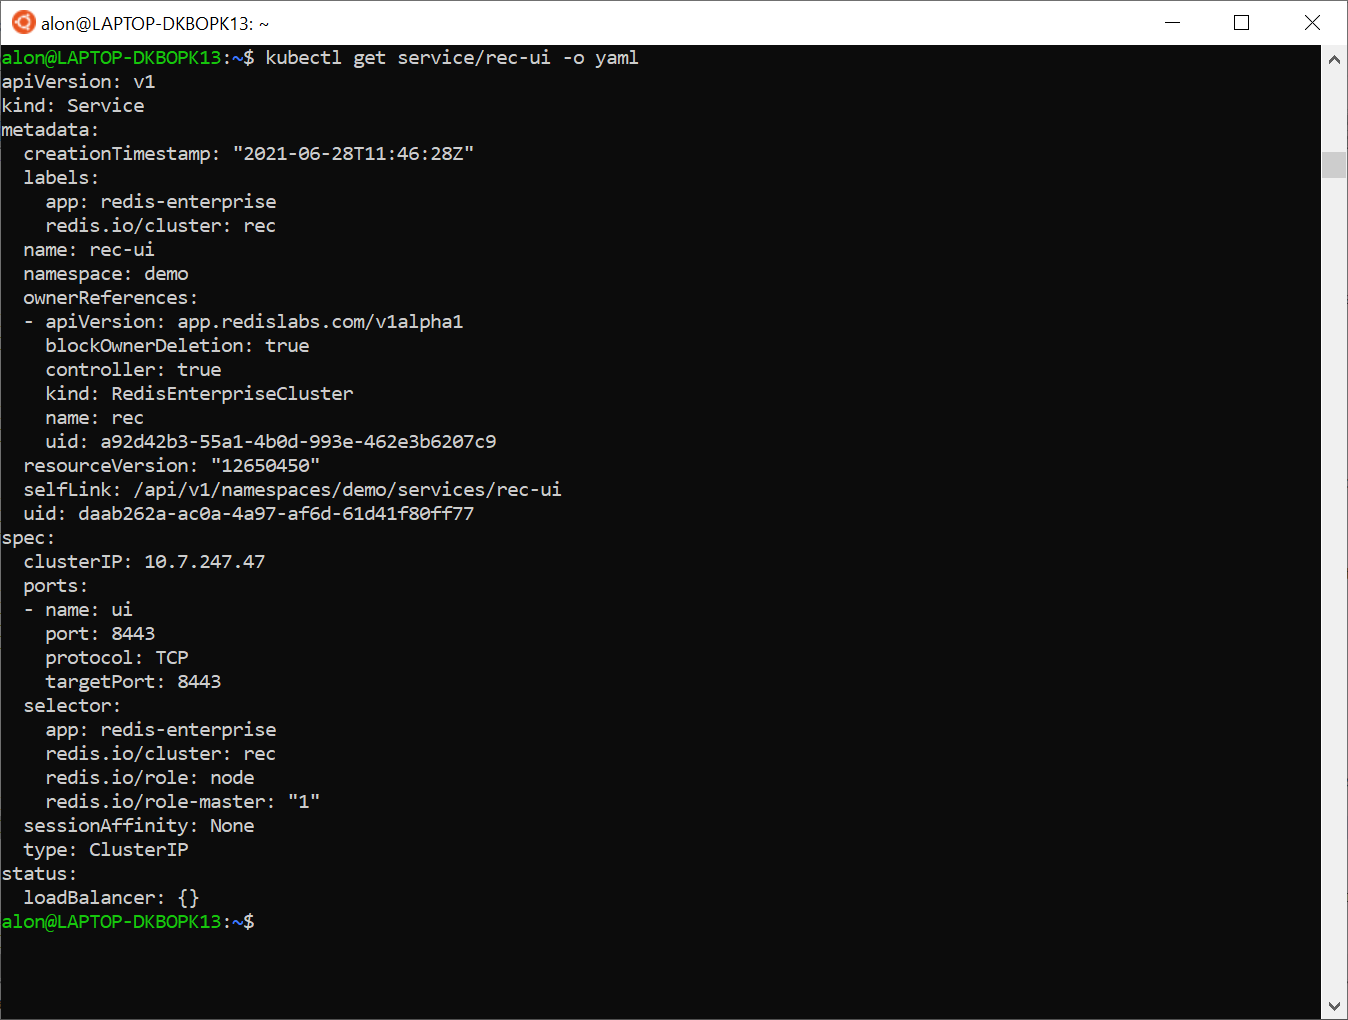 alon@LAPTOP-DKBOPK13: ~
alon@LAPTOP-DKBOPK13:~$ kubectl get service/rec-ui -o yaml
apiVersion: v1
kind: Service
metadata:
  creationTimestamp: "2021-06-28T11:46:28Z"
  labels:
    app: redis-enterprise
    redis.io/cluster: rec
  name: rec-ui
  namespace: demo
  ownerReferences:
  - apiVersion: app.redislabs.com/v1alpha1
    blockOwnerDeletion: true
    controller: true
    kind: RedisEnterpriseCluster
    name: rec
    uid: a92d42b3-55a1-4b0d-993e-462e3b6207c9
  resourceVersion: "12650450"
  selfLink: /api/v1/namespaces/demo/services/rec-ui
  uid: daab262a-ac0a-4a97-af6d-61d41f80ff77
spec:
  clusterIP: 10.7.247.47
  ports:
  - name: ui
    port: 8443
    protocol: TCP
    targetPort: 8443
  selector:
    app: redis-enterprise
    redis.io/cluster: rec
    redis.io/role: node
    redis.io/role-master: "1"
  sessionAffinity: None
  type: ClusterIP
status:
  loadBalancer: {}
alon@LAPTOP-DKBOPK13:~$